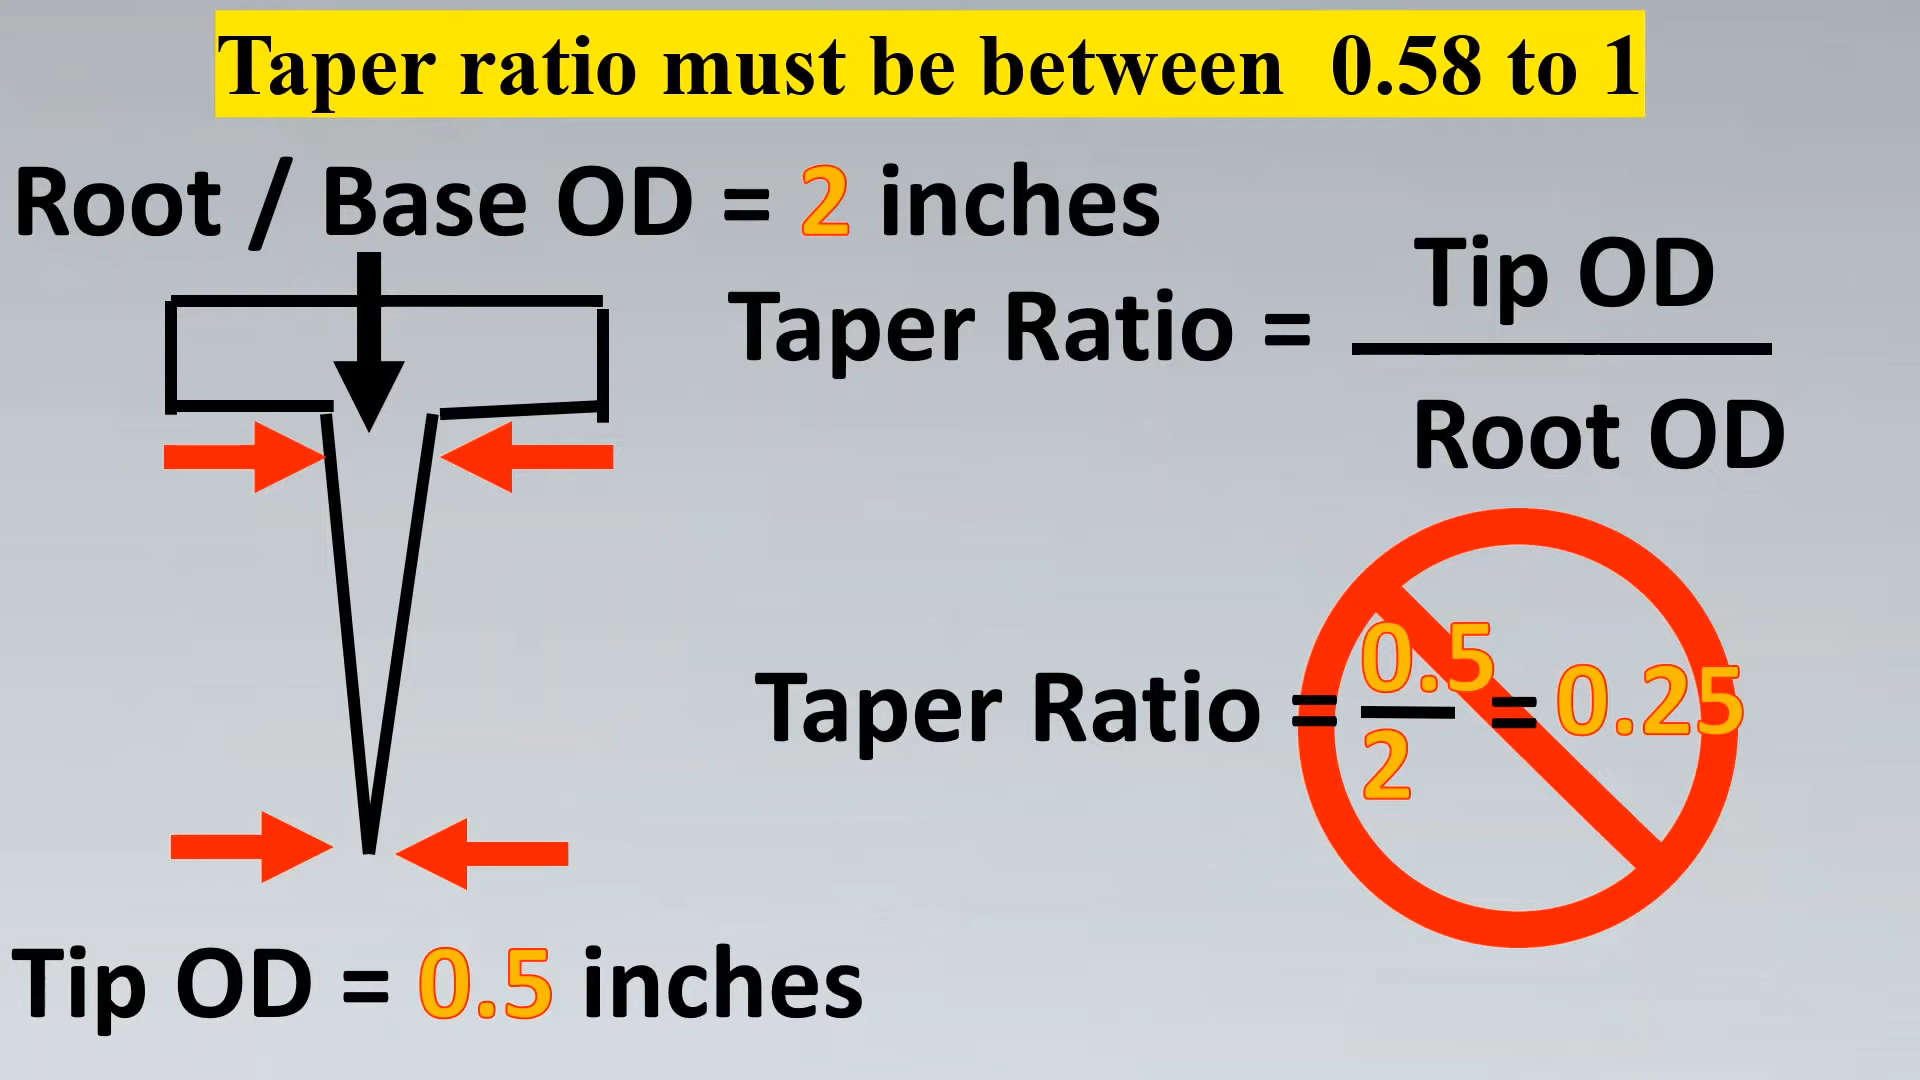 Taper ratio must be between 0.58 to 1
Root / Base OD = 2 inches
Taper Ratio =
Tip OD
Root OD
Taper Ratio =
0.5
2
= 0.25
Tip OD = 0.5 inches